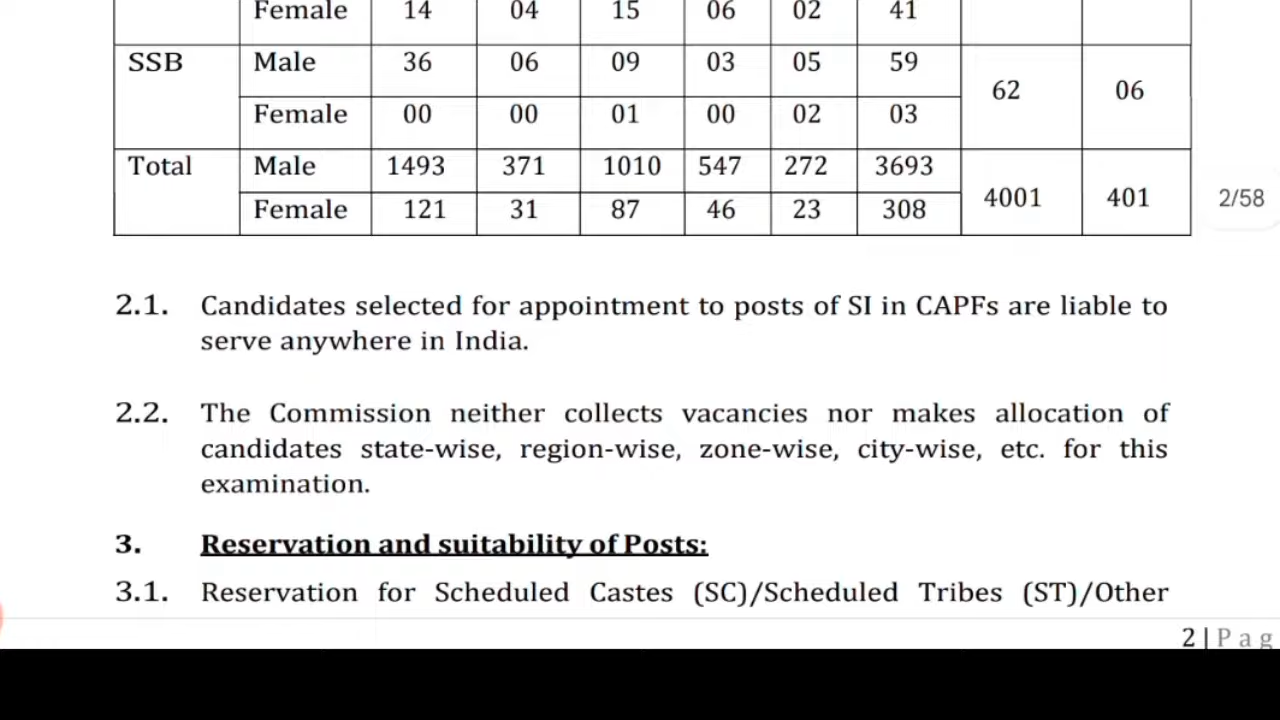 Female 14 04 15 06 02 41
SSB Male 36 06 09 03 05 59 62 06
Female 00 00 01 00 02 03
Total Male 1493 371 1010 547 272 3693 4001 401
Female 121 31 87 46 23 308
2/58
2.1. Candidates selected for appointment to posts of SI in CAPFs are liable to
serve anywhere in India.
2.2. The Commission neither collects vacancies nor makes allocation of
candidates state-wise, region-wise, zone-wise, city-wise, etc. for this
examination.
3. Reservation and suitability of Posts:
3.1. Reservation for Scheduled Castes (SC)/Scheduled Tribes (ST)/Other
2 | P a g